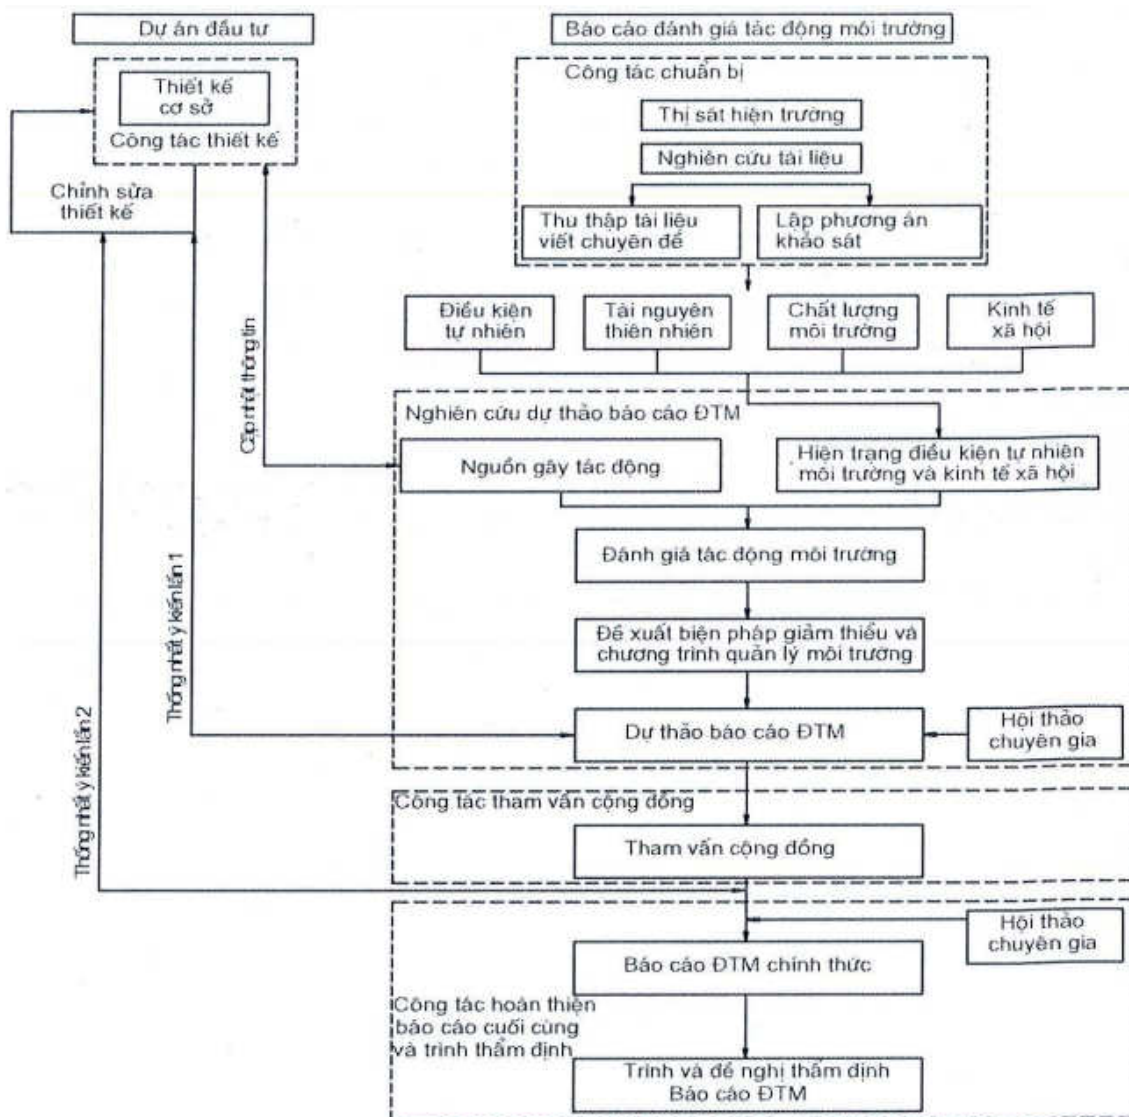 Dự án đầu tư
Báo cáo đánh giá tác động môi trường
Thiết kế
cơ sở
Công tác thiết kế
Chỉnh sửa
thiết kế
Công tác chuẩn bị
Thị sát hiện trường
Nghiên cứu tài liệu
Thu thập tài liệu
viết chuyên đề
Lập phương án
khảo sát
Điều kiện
tự nhiên
Tài nguyên
thiên nhiên
Chất lượng
môi trường
Kinh tế
xã hội
Cập nhật thông tin
Nghiên cứu dự thảo báo cáo ĐTM
Nguồn gây tác động
Hiện trạng điều kiện tự nhiên
môi trường và kinh tế xã hội
Đánh giá tác động môi trường
Đề xuất biện pháp giảm thiểu và
chương trình quản lý môi trường
Thống nhất ý kiến lần 1
Thống nhất ý kiến lần 2
Dự thảo báo cáo ĐTM
Hội thảo
chuyên gia
Công tác tham vấn cộng đồng
Tham vấn cộng đồng
Hội thảo
chuyên gia
Báo cáo ĐTM chính thức
Công tác hoàn thiện
báo cáo cuối cùng
và trình thẩm định
Trình và đề nghị thẩm định
Báo cáo ĐTM